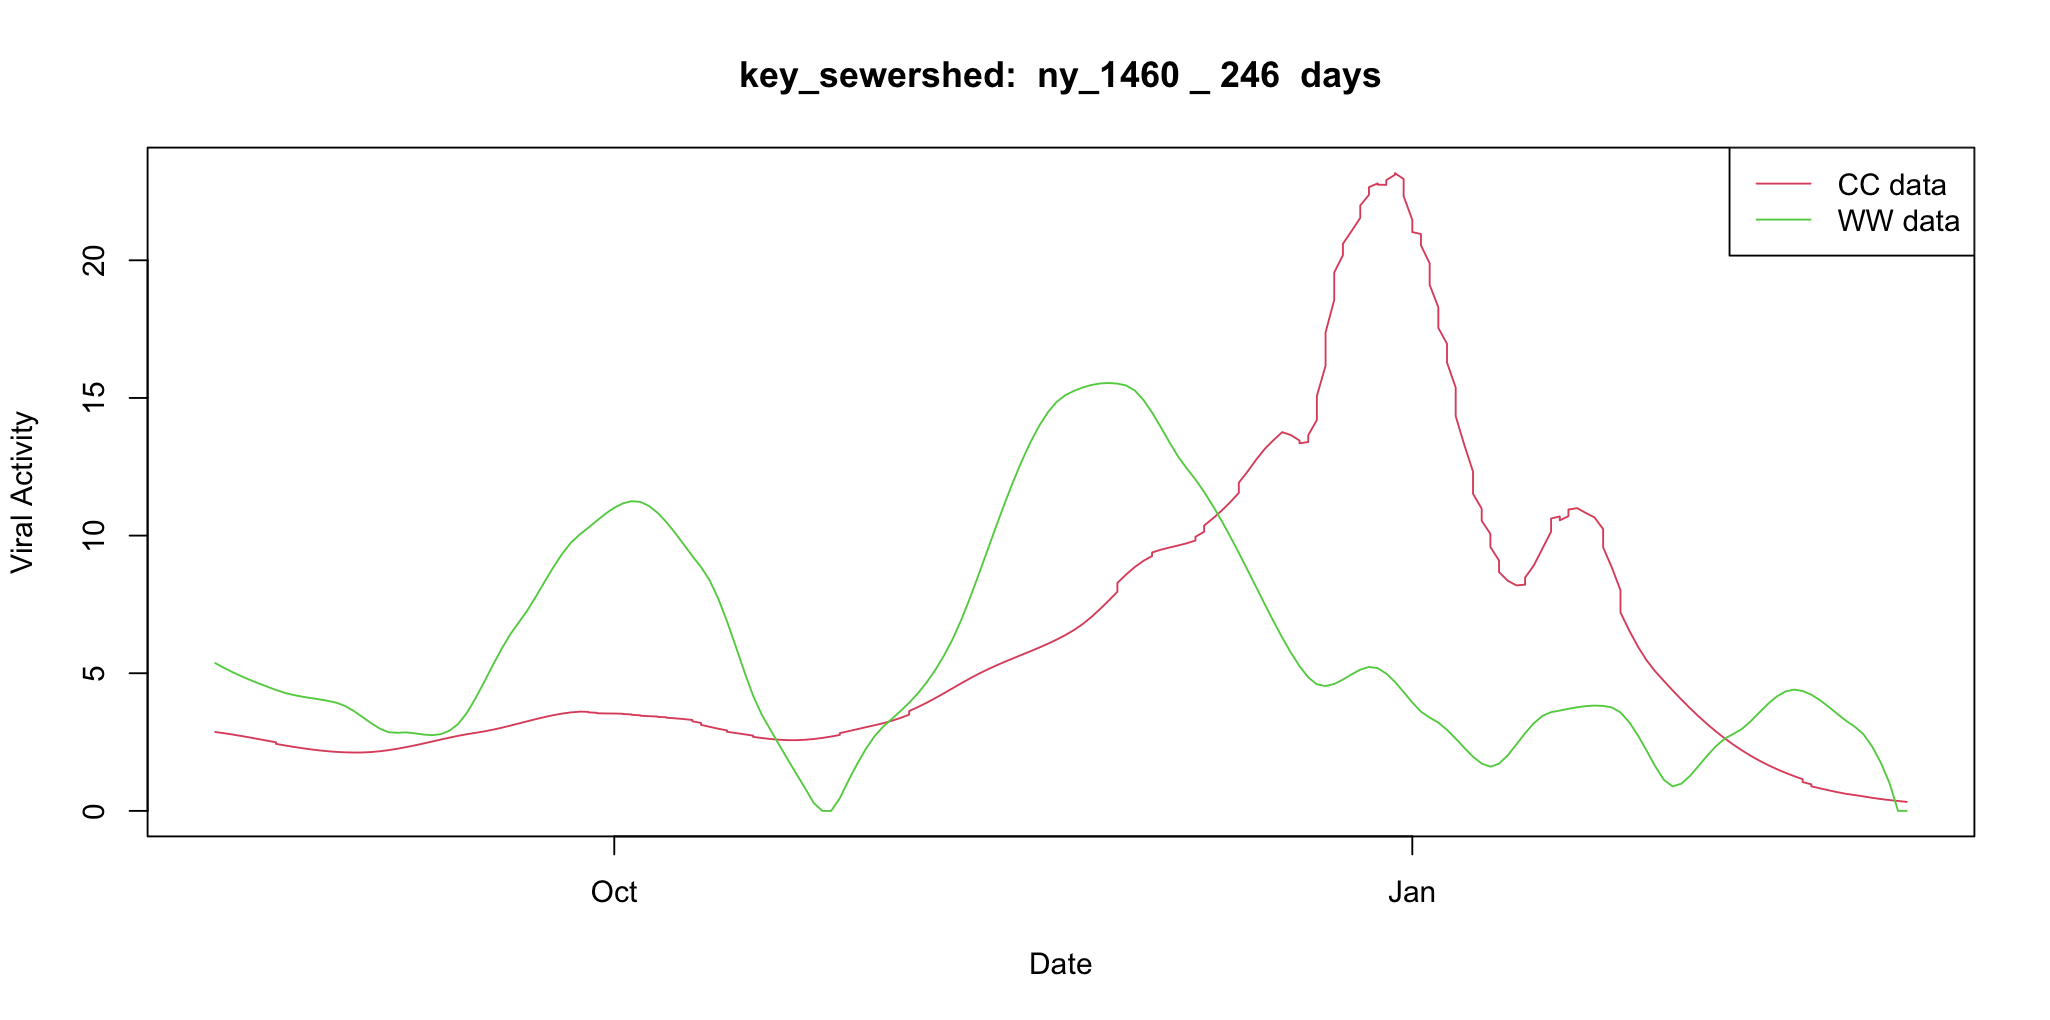 key_sewershed:  ny_1460 _ 246  days
CC data
WW data
Viral Activity
20
15
10
5
0
Oct
Jan
Date